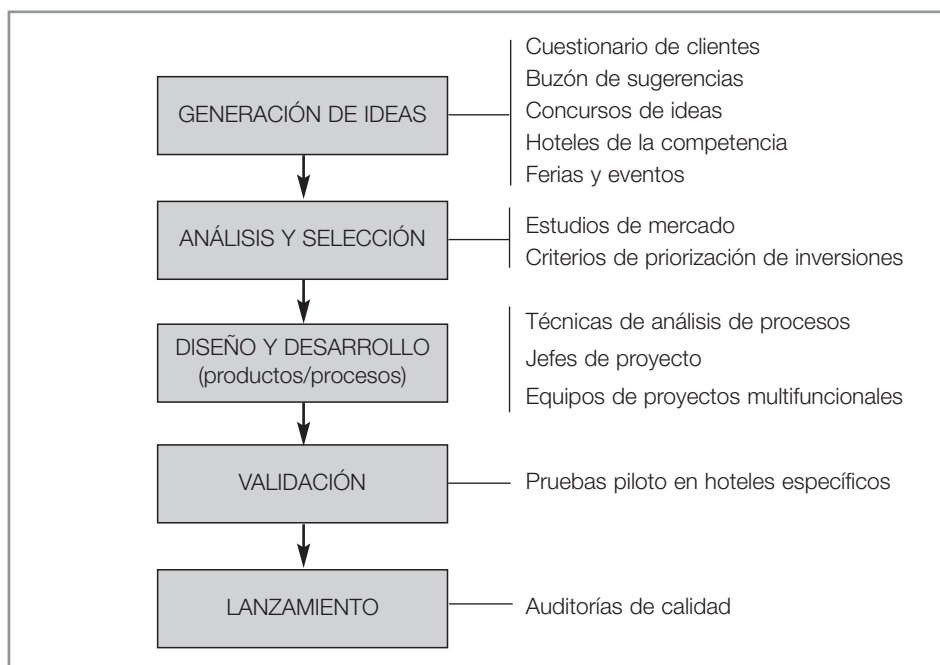 GENERACIÓN DE IDEAS
Cuestionario de clientes
Buzón de sugerencias
Concursos de ideas
Hoteles de la competencia
Ferias y eventos
ANÁLISIS Y SELECCIÓN
Estudios de mercado
Criterios de priorización de inversiones
DISEÑO Y DESARROLLO
(productos/procesos)
Técnicas de análisis de procesos
Jefes de proyecto
Equipos de proyectos multifuncionales
VALIDACIÓN
Pruebas piloto en hoteles específicos
LANZAMIENTO
Auditorías de calidad